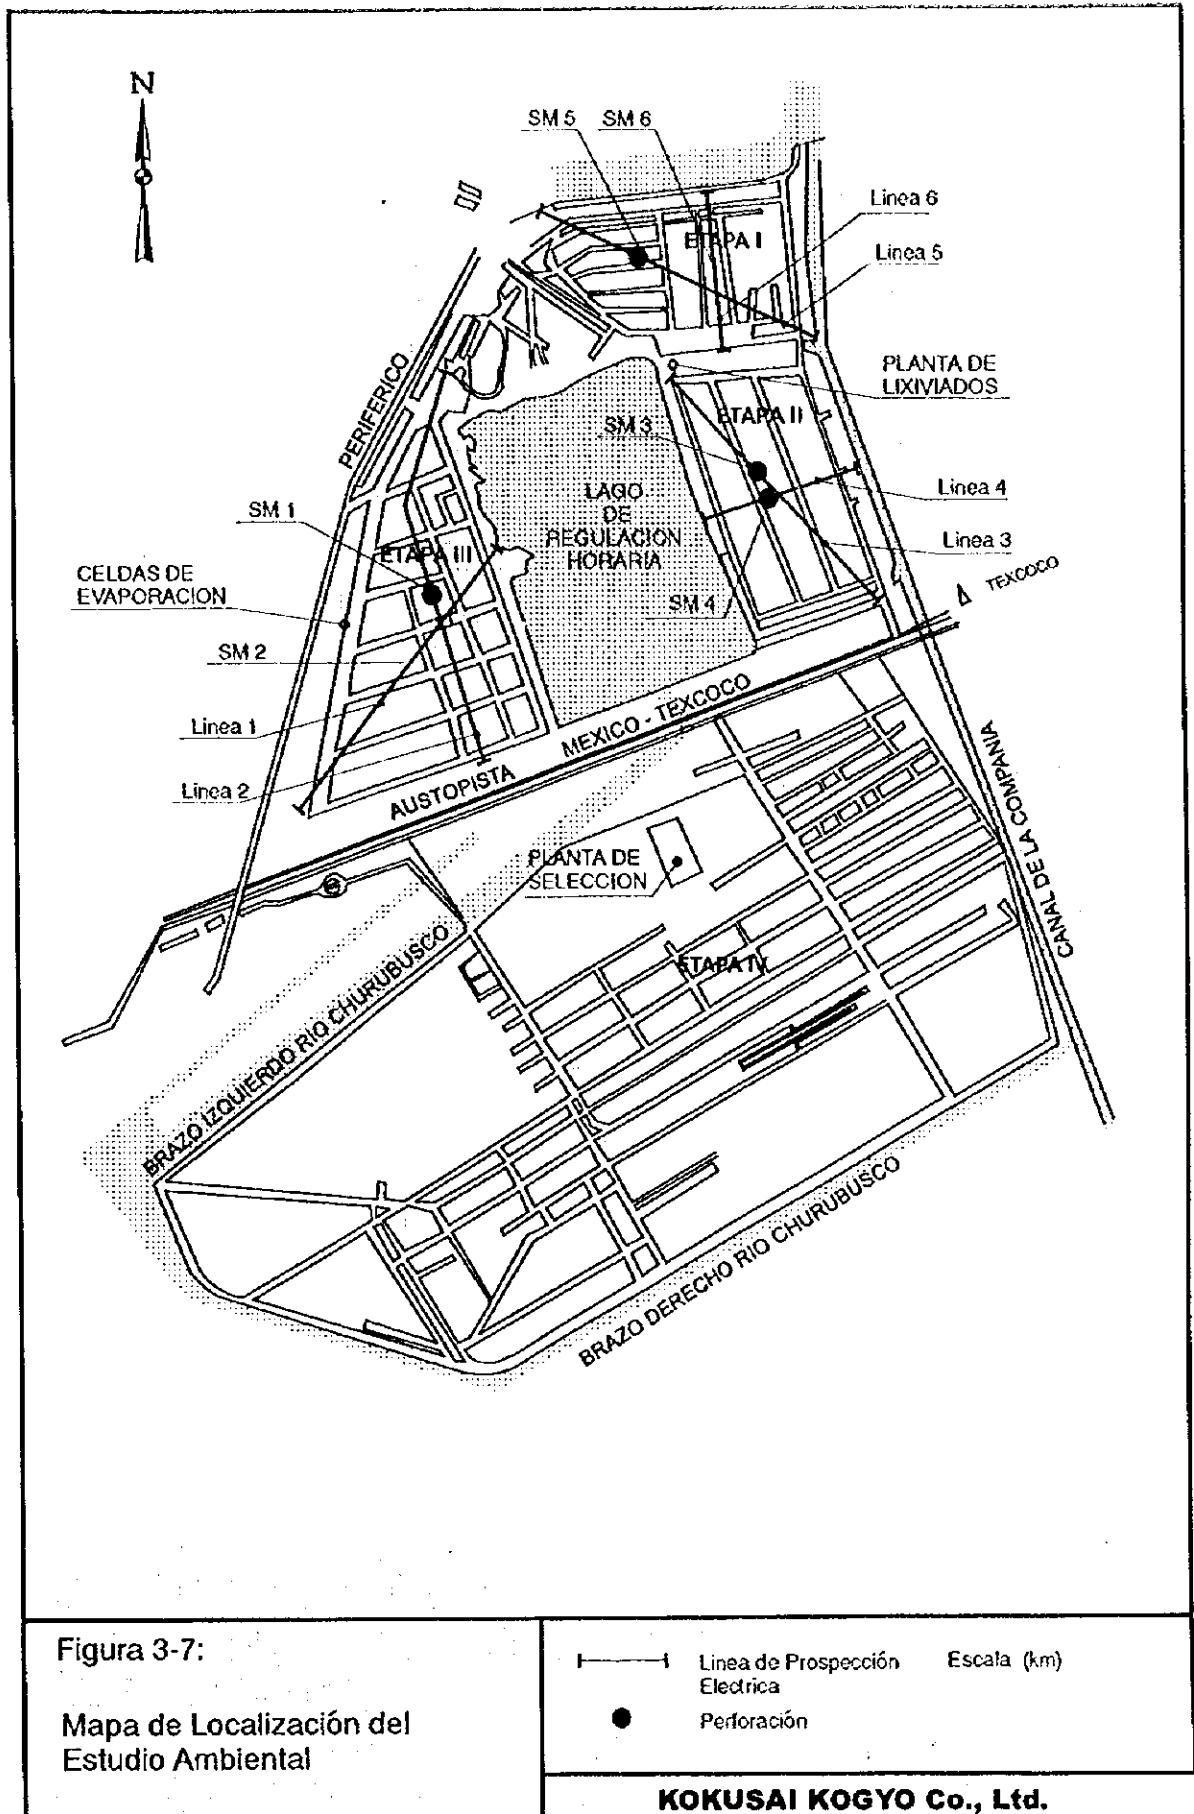 N
SM 5
SM 6
Linea 6
ETAPA I
Linea 5
PLANTA DE
LIXIVIADOS
PERIFERICO
ETAPA II
SM 3
LAGO
DE
REGULACION
HORARIA
Linea 4
SM 1
ETAPA III
Linea 3
CELDAS DE
EVAPORACION
TEXCOCO
SM 4
SM 2
Linea 1
Linea 2
AUSTOPISTA MEXICO - TEXCOCO
CANAL DE LA COMPANIA
PLANTA DE
SELECCION
ETAPA IV
BRAZO IZQUIERDO RIO CHURUBUSCO
BRAZO DERECHO RIO CHURUBUSCO
Figura 3-7:
Mapa de Localización del
Estudio Ambiental
Linea de Prospección
Electrica
Escala (km)
Perforación
KOKUSAI KOGYO Co., Ltd.